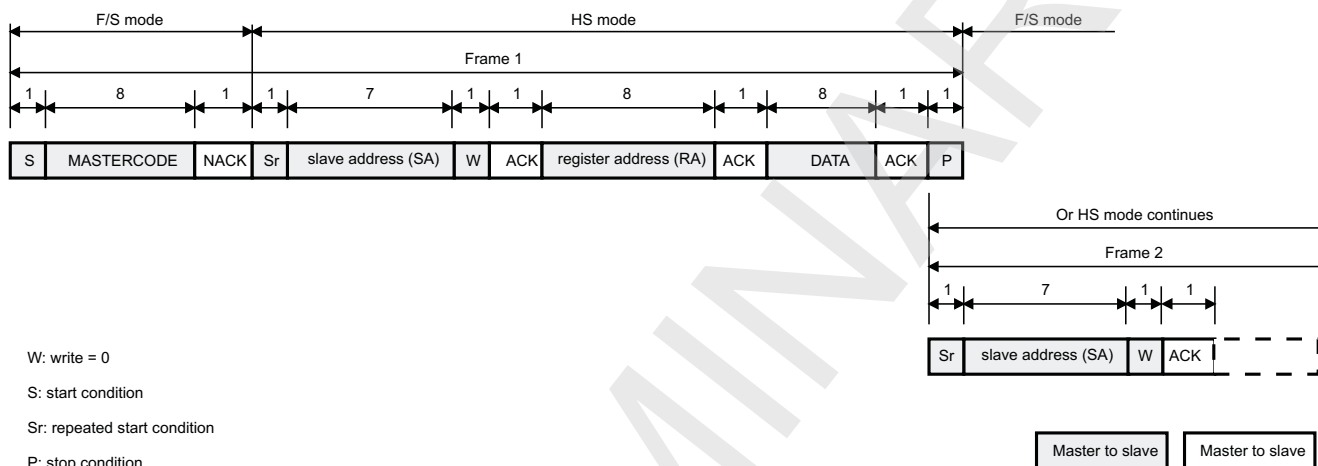 F/S mode HS mode F/S mode
Frame 1
1 8 1 1 7 1 1 8 1 8 1 1
S MASTERCODE NACK Sr slave address (SA) W ACK register address (RA) ACK DATA ACK P
Or HS mode continues
Frame 2
1 7 1 1
Sr slave address (SA) W ACK
W: write = 0
S: start condition
Sr: repeated start condition
P: stop condition
Master to slave Master to slave